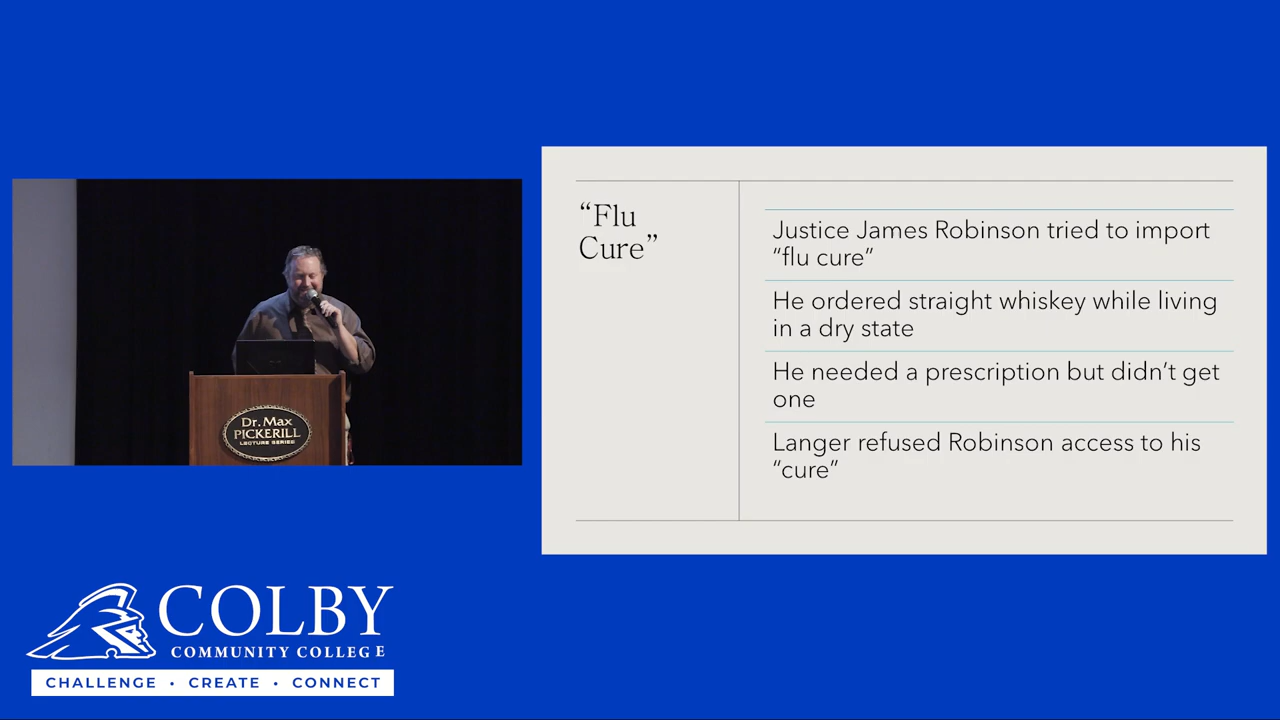 “Flu
Cure”
Justice James Robinson tried to import
“flu cure”
He ordered straight whiskey while living
in a dry state
He needed a prescription but didn’t get
one
Langer refused Robinson access to his
“cure”
Dr. Max
PICKERILL
LECTURE SERIES
COLBY
COMMUNITY COLLEGE
CHALLENGE • CREATE • CONNECT